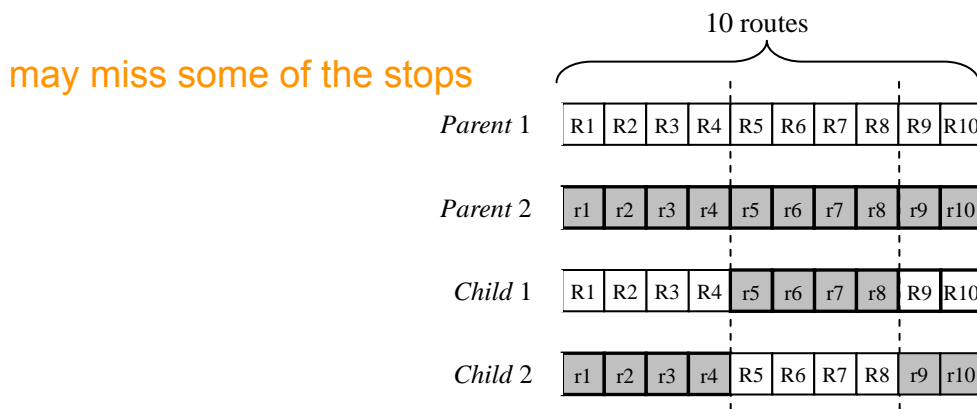 10 routes
may miss some of the stops
Parent 1 R1 R2 R3 R4 R5 R6 R7 R8 R9 R10
Parent 2 r1 r2 r3 r4 r5 r6 r7 r8 r9 r10
Child 1 R1 R2 R3 R4 r5 r6 r7 r8 R9 R10
Child 2 r1 r2 r3 r4 R5 R6 R7 R8 r9 r10